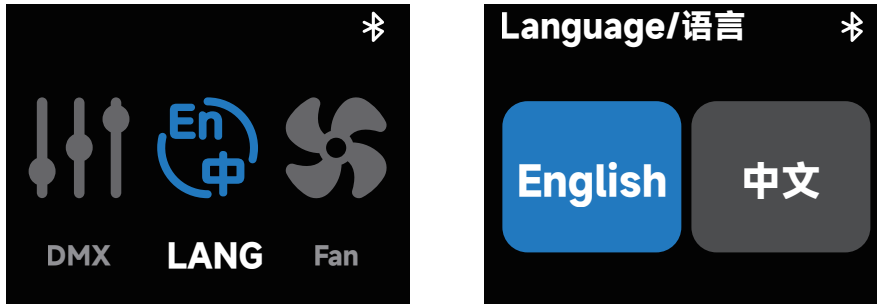 En
中
DMX LANG Fan
Language/语言
English 中文